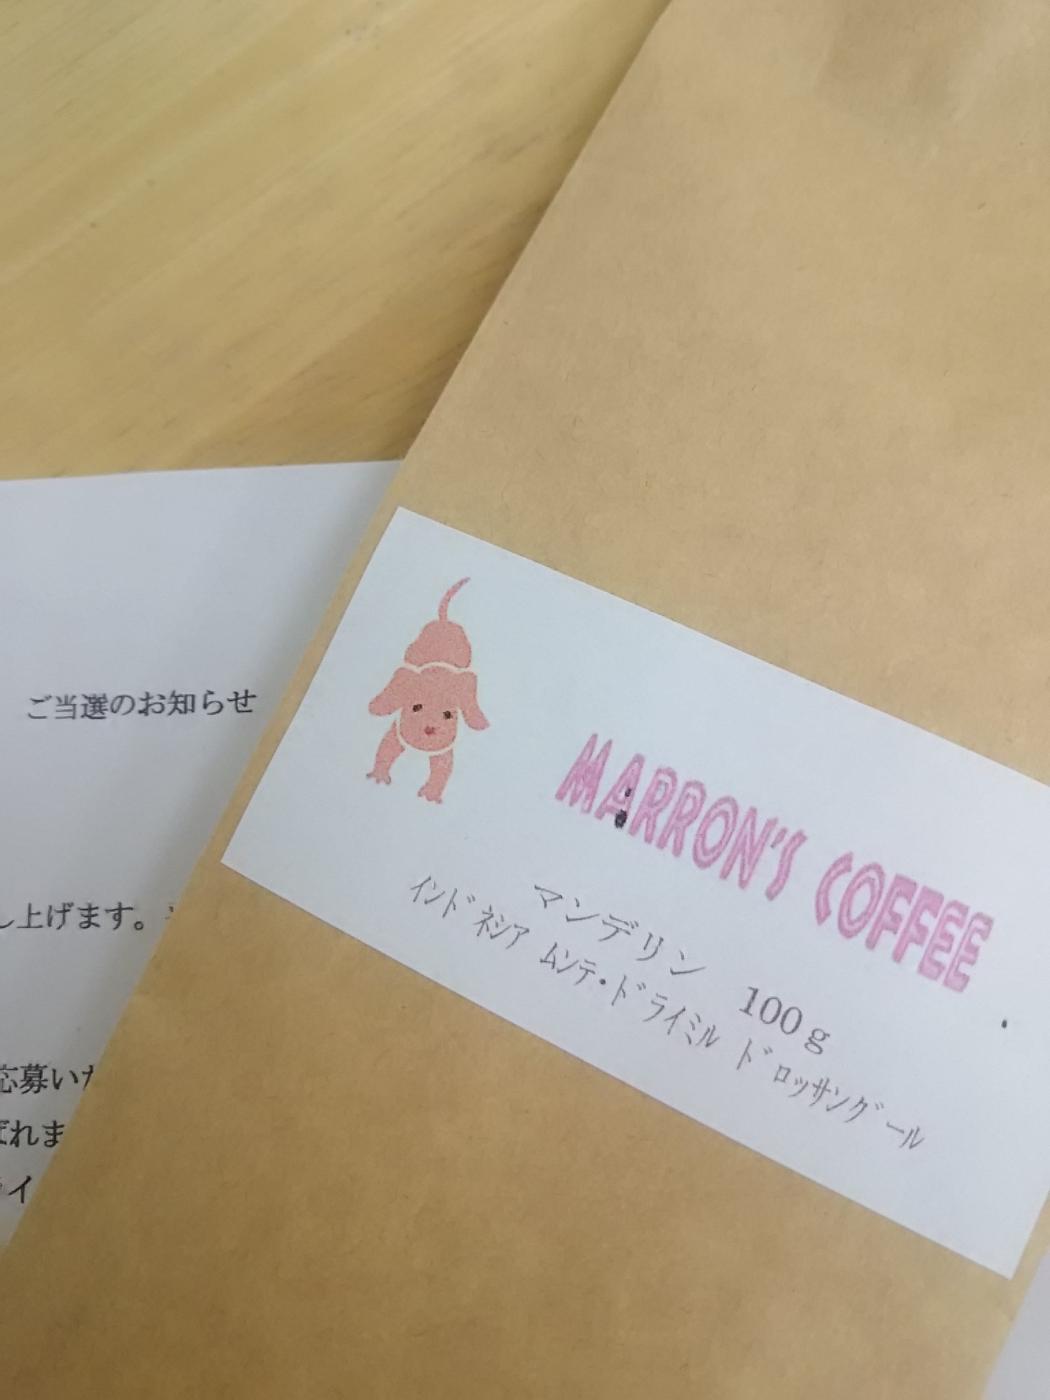 ご当選のお知らせ
し上げます。
応募いた
ばれま
イ
MARRON'S COFFEE
マンデリン 100g
インドネシア ムンテ・ドライミル ドロッサングール